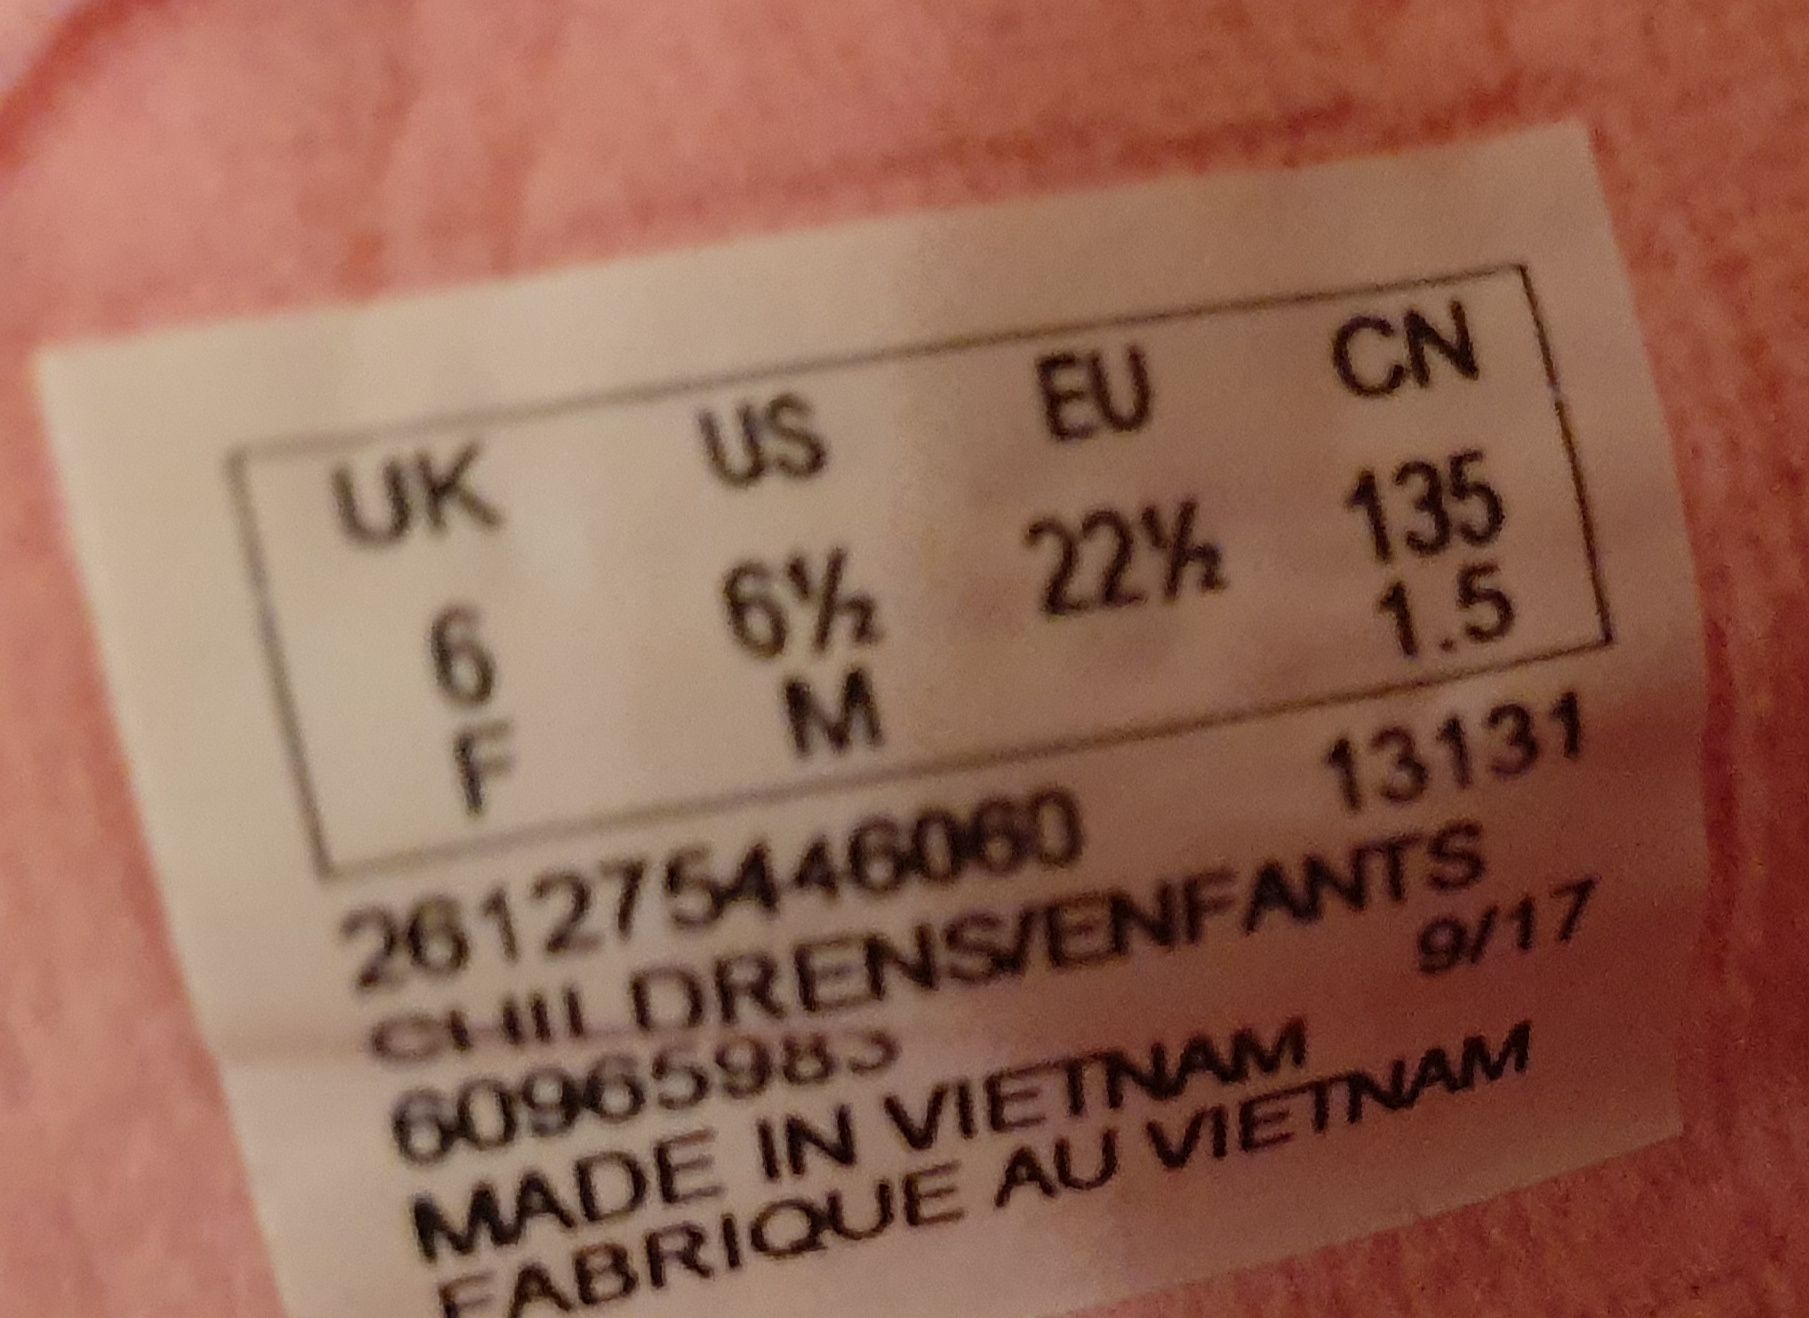 UK US EU CN
6 6½ 22½ 135
F M 1.5
261275446060 13131
CHILDRENS/ENFANTS
9/17
60965983
MADE IN VIETNAM
FABRIQUE AU VIETNAM